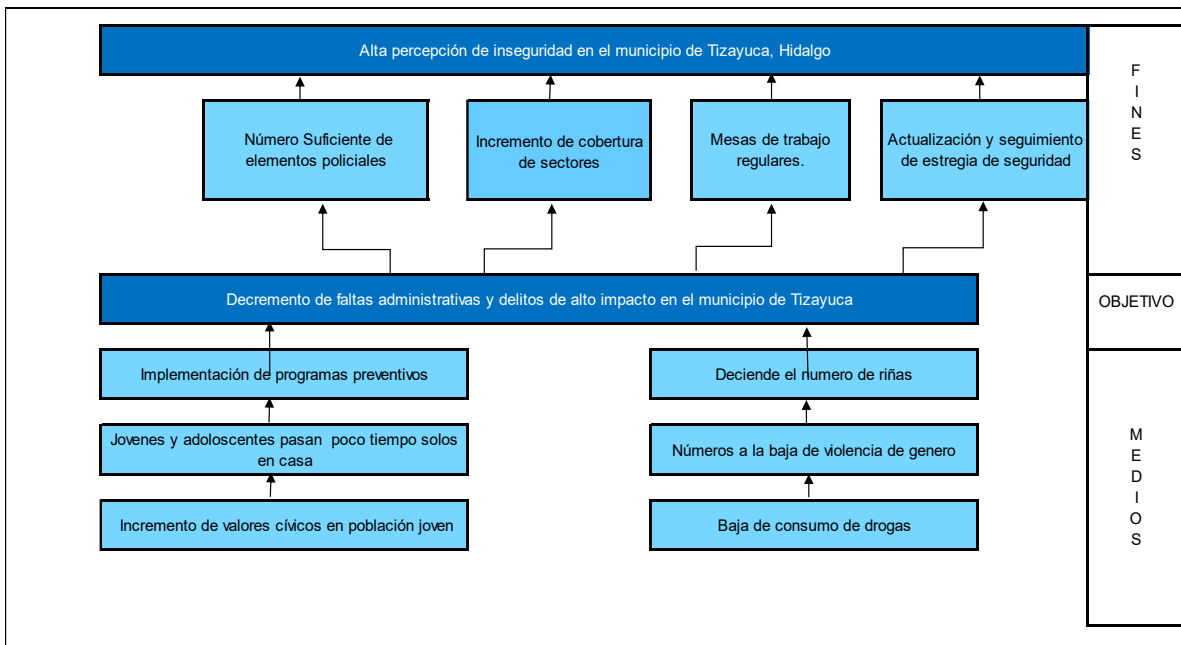 Alta percepción de inseguridad en el municipio de Tizayuca, Hidalgo
F
I
N
E
S
Número Suficiente de
elementos policiales
Incremento de cobertura
de sectores
Mesas de trabajo
regulares.
Actualización y seguimiento
de estregia de seguridad
Decremento de faltas administrativas y delitos de alto impacto en el municipio de Tizayuca
OBJETIVO
Implementación de programas preventivos
Deciende el numero de riñas
Jovenes y adoloscentes pasan poco tiempo solos
en casa
Números a la baja de violencia de genero
Incremento de valores cívicos en población joven
Baja de consumo de drogas
M
E
D
I
O
S